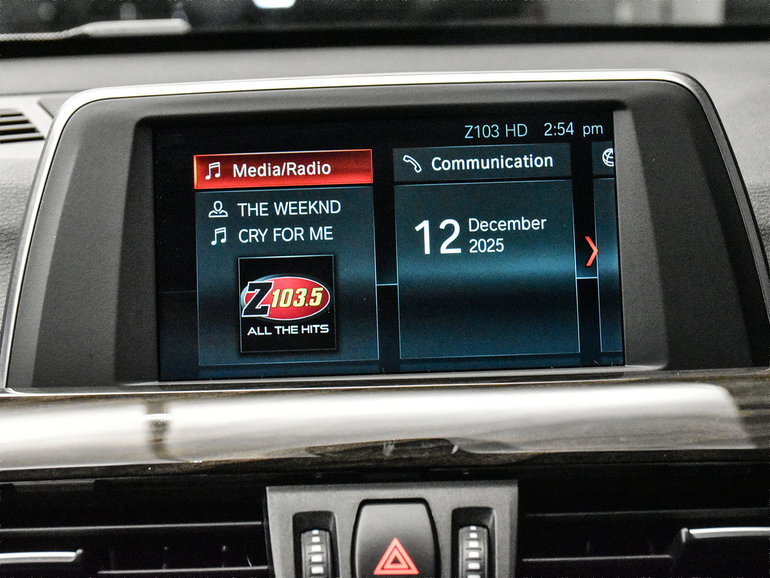 Z103 HD 2:54 pm
Media/Radio
THE WEEKND
CRY FOR ME
Z103.5
ALL THE HITS
Communication
12 December
2025